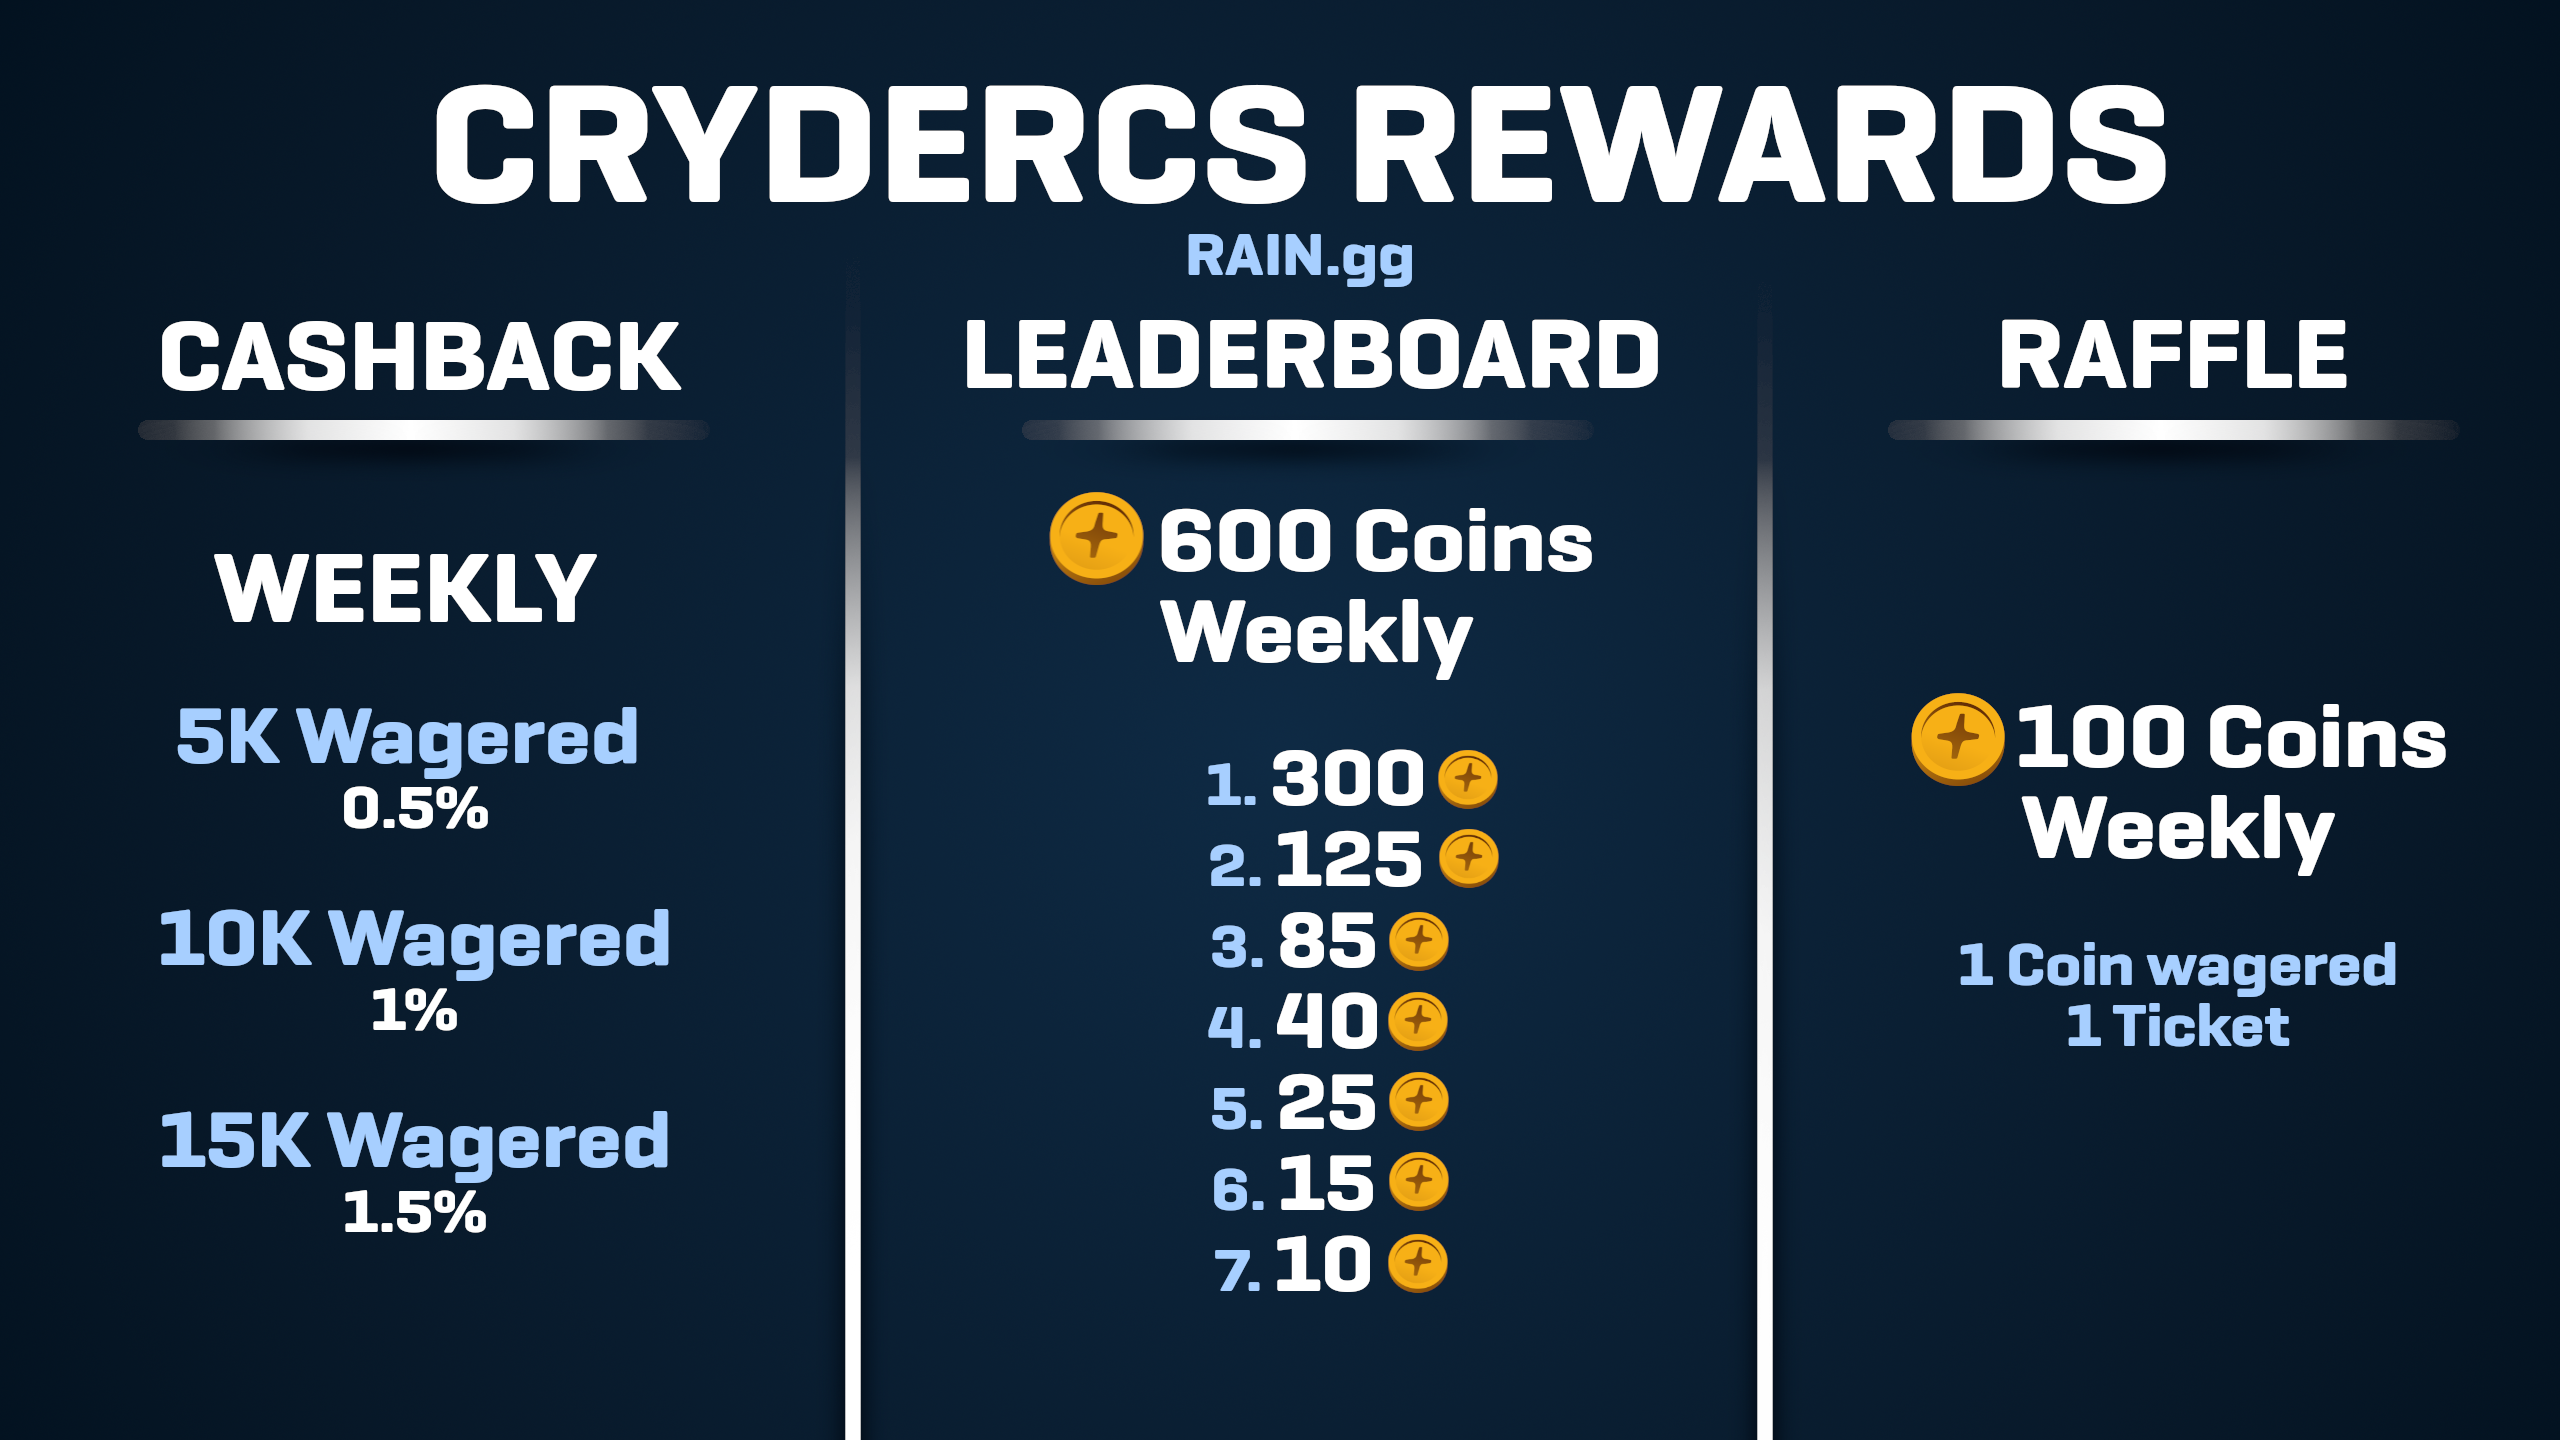 CRYDERCS REWARDS
RAIN.gg
CASHBACK
WEEKLY
5K Wagered
0.5%
10K Wagered
1%
15K Wagered
1.5%
LEADERBOARD
600 Coins
Weekly
1. 300
2. 125
3. 85
4. 40
5. 25
6. 15
7. 10
RAFFLE
100 Coins
Weekly
1 Coin wagered
1 Ticket